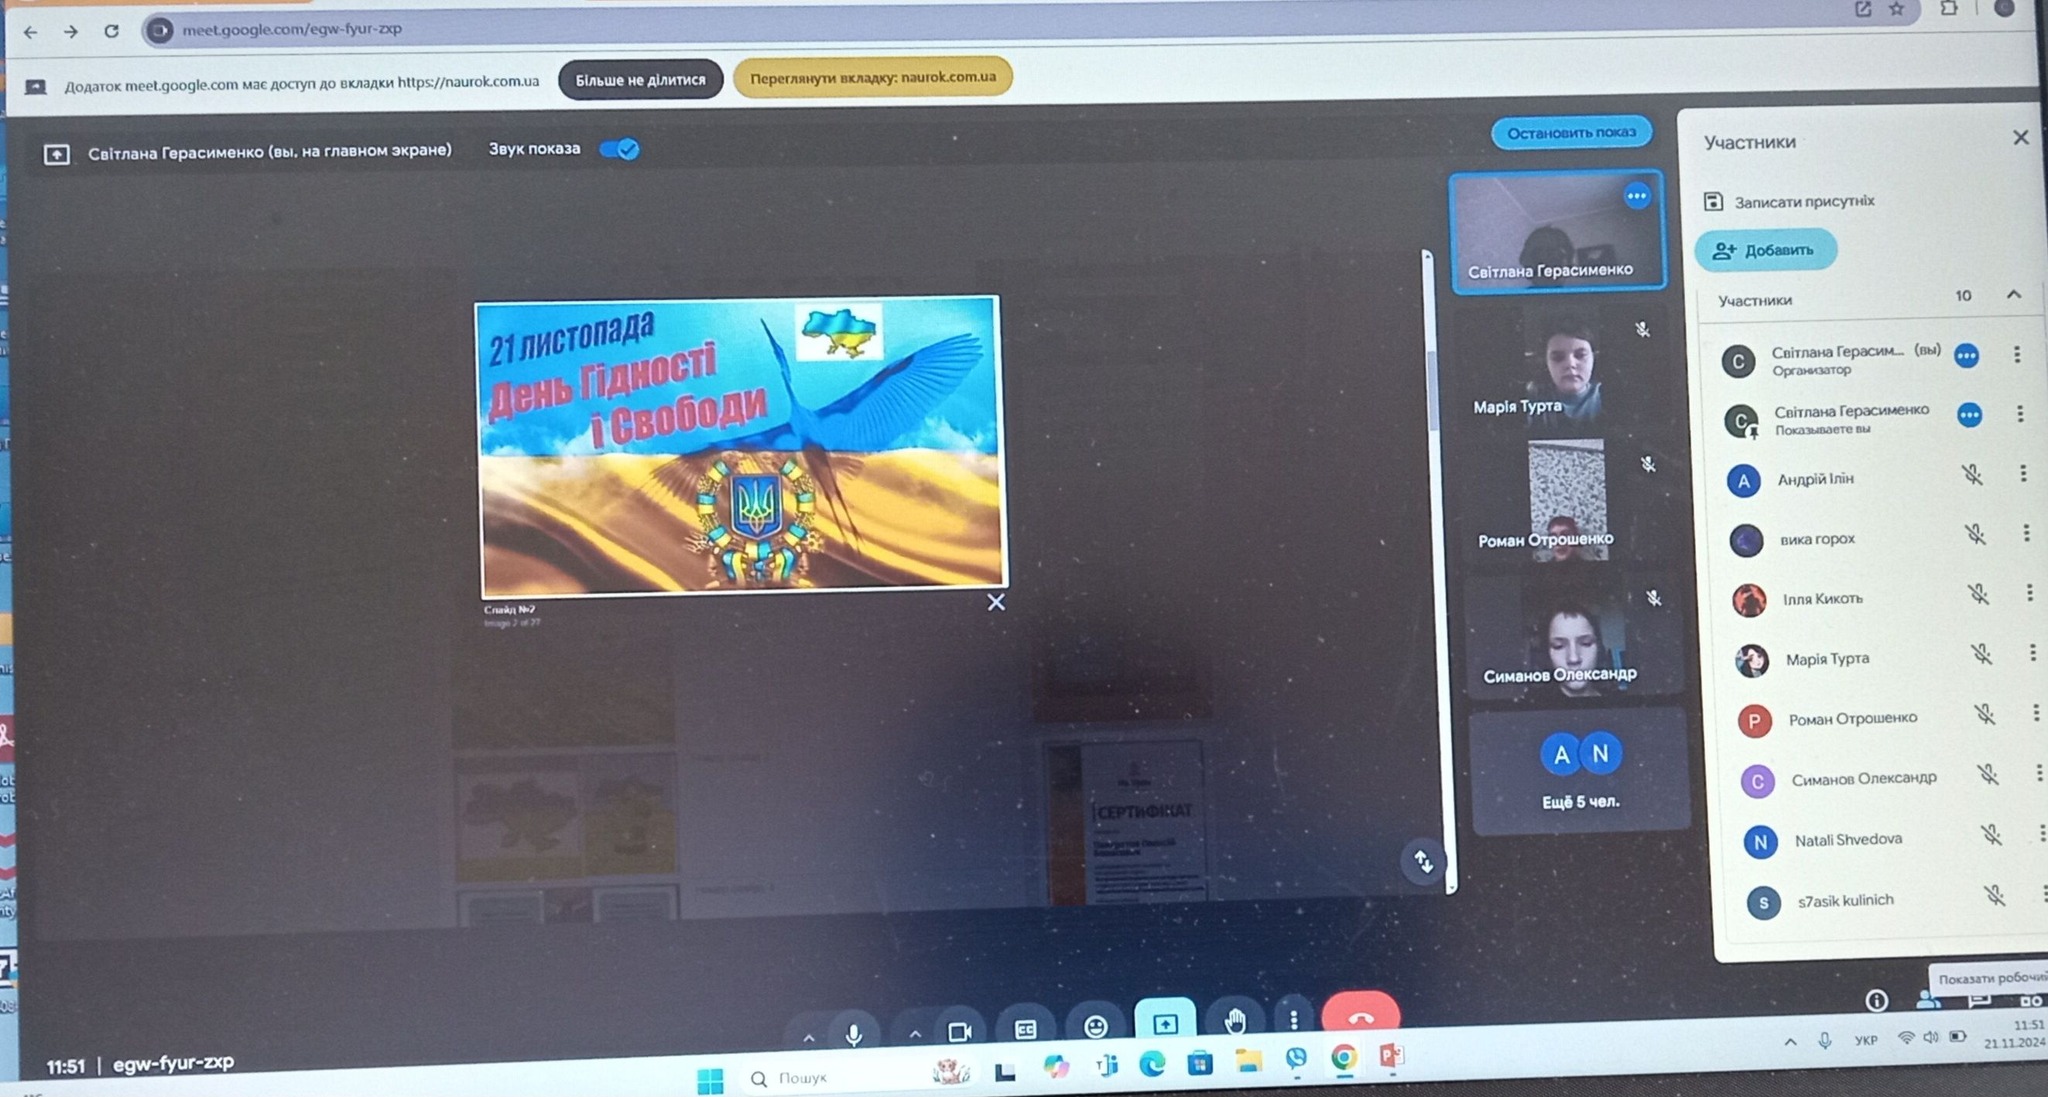 meet.google.com/egw-fyur-zxp
Додаток meet.google.com має доступ до вкладки https://naurok.com.ua
Більше не ділитися
Переглянути вкладку: naurok.com.ua
Світлана Герасименко (вы, на главном экране)
Звук показа
Остановить показ
21 листопада
День Гідності
і Свободи
Слайд №2
Image 2 of 27
СЕРТИФІКАТ
Світлана Герасименко
Марія Турта
Роман Отрошенко
Симанов Олександр
A N
Ещё 5 чел.
Участники
Записати присутніх
Добавить
Участники 10
С Світлана Герасим... (вы)
Организатор
С Світлана Герасименко
Показываете вы
А Андрій Ілін
вика горох
Ілля Кикоть
Марія Турта
Р Роман Отрошенко
С Симанов Олександр
N Natali Shvedova
s s7asik kulinich
Показати робочий
11:51 | egw-fyur-zxp
Пошук
УКР
11:51
21.11.2024